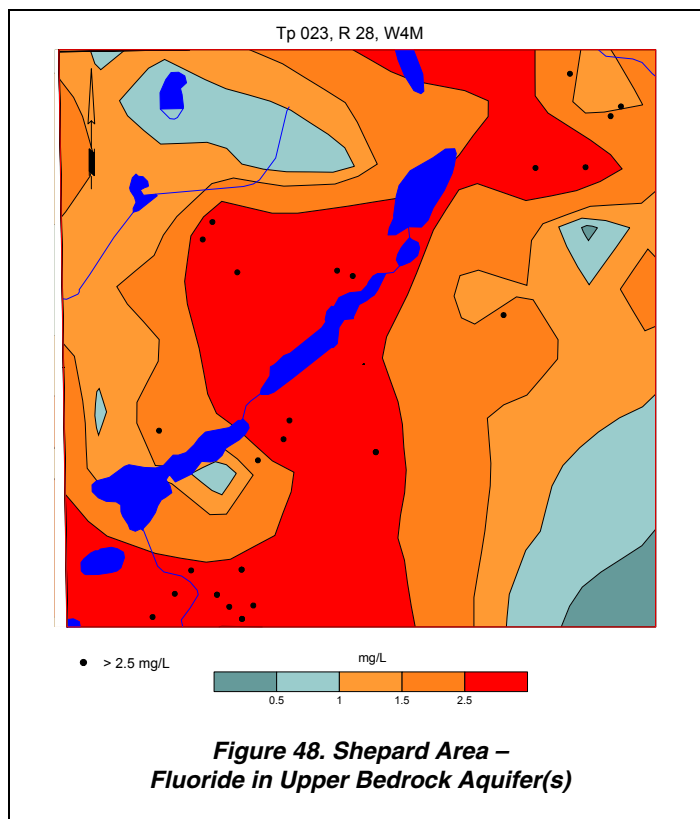 Tp 023, R 28, W4M
> 2.5 mg/L
mg/L
0.5 1 1.5 2.5
Figure 48. Shepard Area –
Fluoride in Upper Bedrock Aquifer(s)